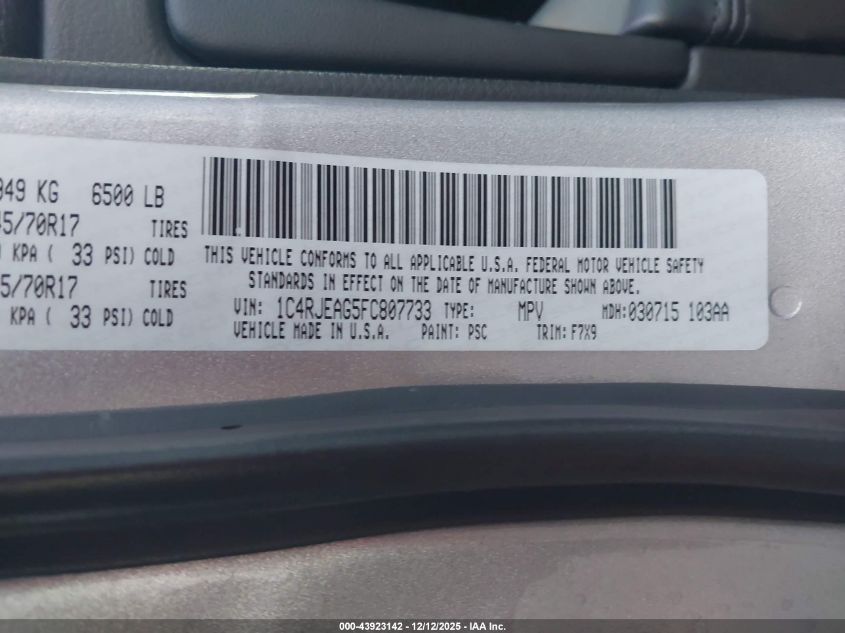 949 KG 6500 LB
45/70R17 TIRES
KPA ( 33 PSI) COLD
5/70R17 TIRES
KPA ( 33 PSI) COLD
THIS VEHICLE CONFORMS TO ALL APPLICABLE U.S.A. FEDERAL MOTOR VEHICLE SAFETY
STANDARDS IN EFFECT ON THE DATE OF MANUFACTURE SHOWN ABOVE.
VIN: 1C4RJEAG5FC807733 TYPE: MPV MDH: 030715 103AA
VEHICLE MADE IN U.S.A. PAINT: PSC TRIM: F7X9
000-43923142 - 12/12/2025 - IAA Inc.